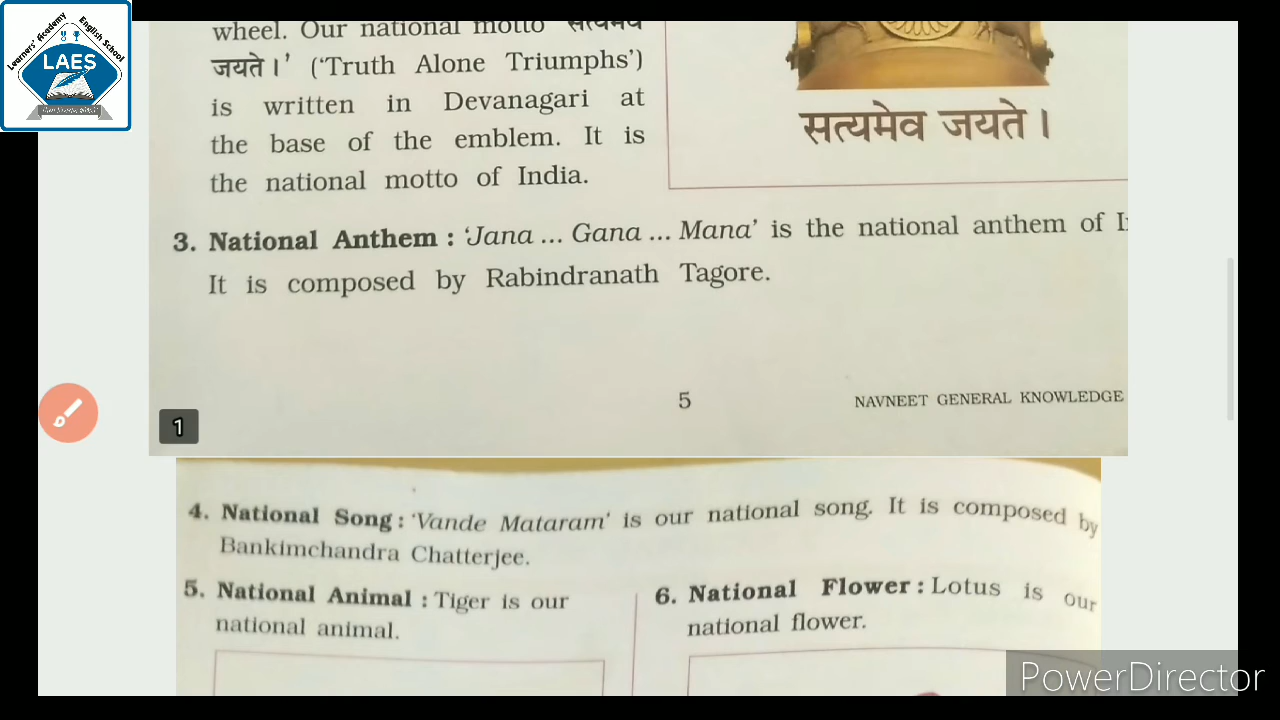 Learners' Academy English School
LAES
wheel. Our national motto 'सत्यमेव
जयते।' ('Truth Alone Triumphs')
is written in Devanagari at
the base of the emblem. It is
the national motto of India.
सत्यमेव जयते।
3. National Anthem : 'Jana ... Gana ... Mana' is the national anthem of
It is composed by Rabindranath Tagore.
5
NAVNEET GENERAL KNOWLEDGE
1
4. National Song : 'Vande Mataram' is our national song. It is composed by
Bankimchandra Chatterjee.
5. National Animal : Tiger is our
national animal.
6. National Flower : Lotus is our
national flower.
PowerDirector